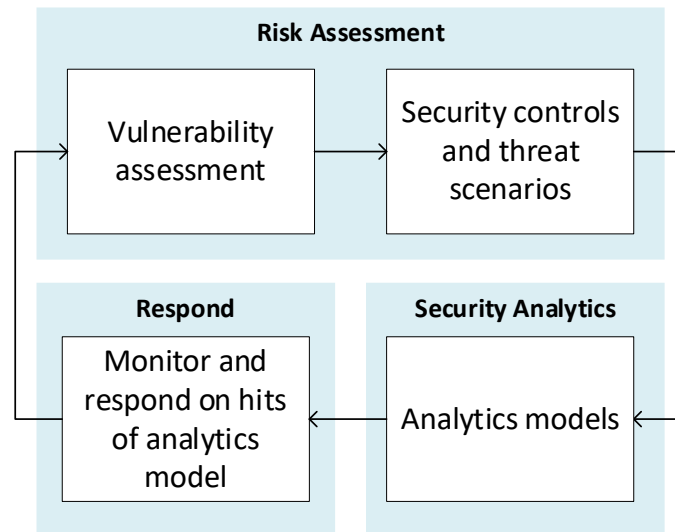 Risk Assessment
Vulnerability
assessment
Security controls
and threat
scenarios
Respond
Monitor and
respond on hits
of analytics
model
Security Analytics
Analytics models